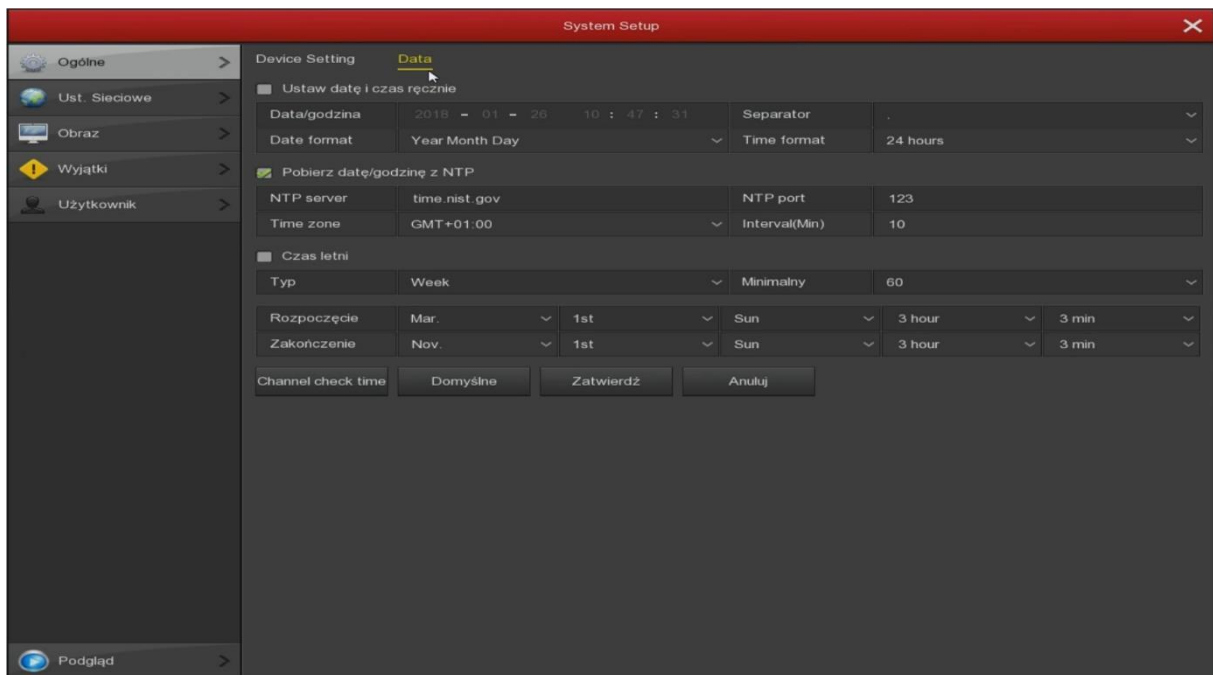 System Setup
Ogólne
Ust. Sieciowe
Obraz
Wyjątki
Użytkownik
Podgląd
Device Setting Data
Ustaw datę i czas ręcznie
Data/godzina 2018 - 01 - 26 10 : 47 : 31 Separator .
Date format Year Month Day Time format 24 hours
Pobierz datę/godzinę z NTP
NTP server time.nist.gov NTP port 123
Time zone GMT+01:00 Interval(Min) 10
Czas letni
Typ Week Minimalny 60
Rozpoczęcie Mar. 1st Sun 3 hour 3 min
Zakończenie Nov. 1st Sun 3 hour 3 min
Channel check time Domyślne Zatwierdź Anuluj